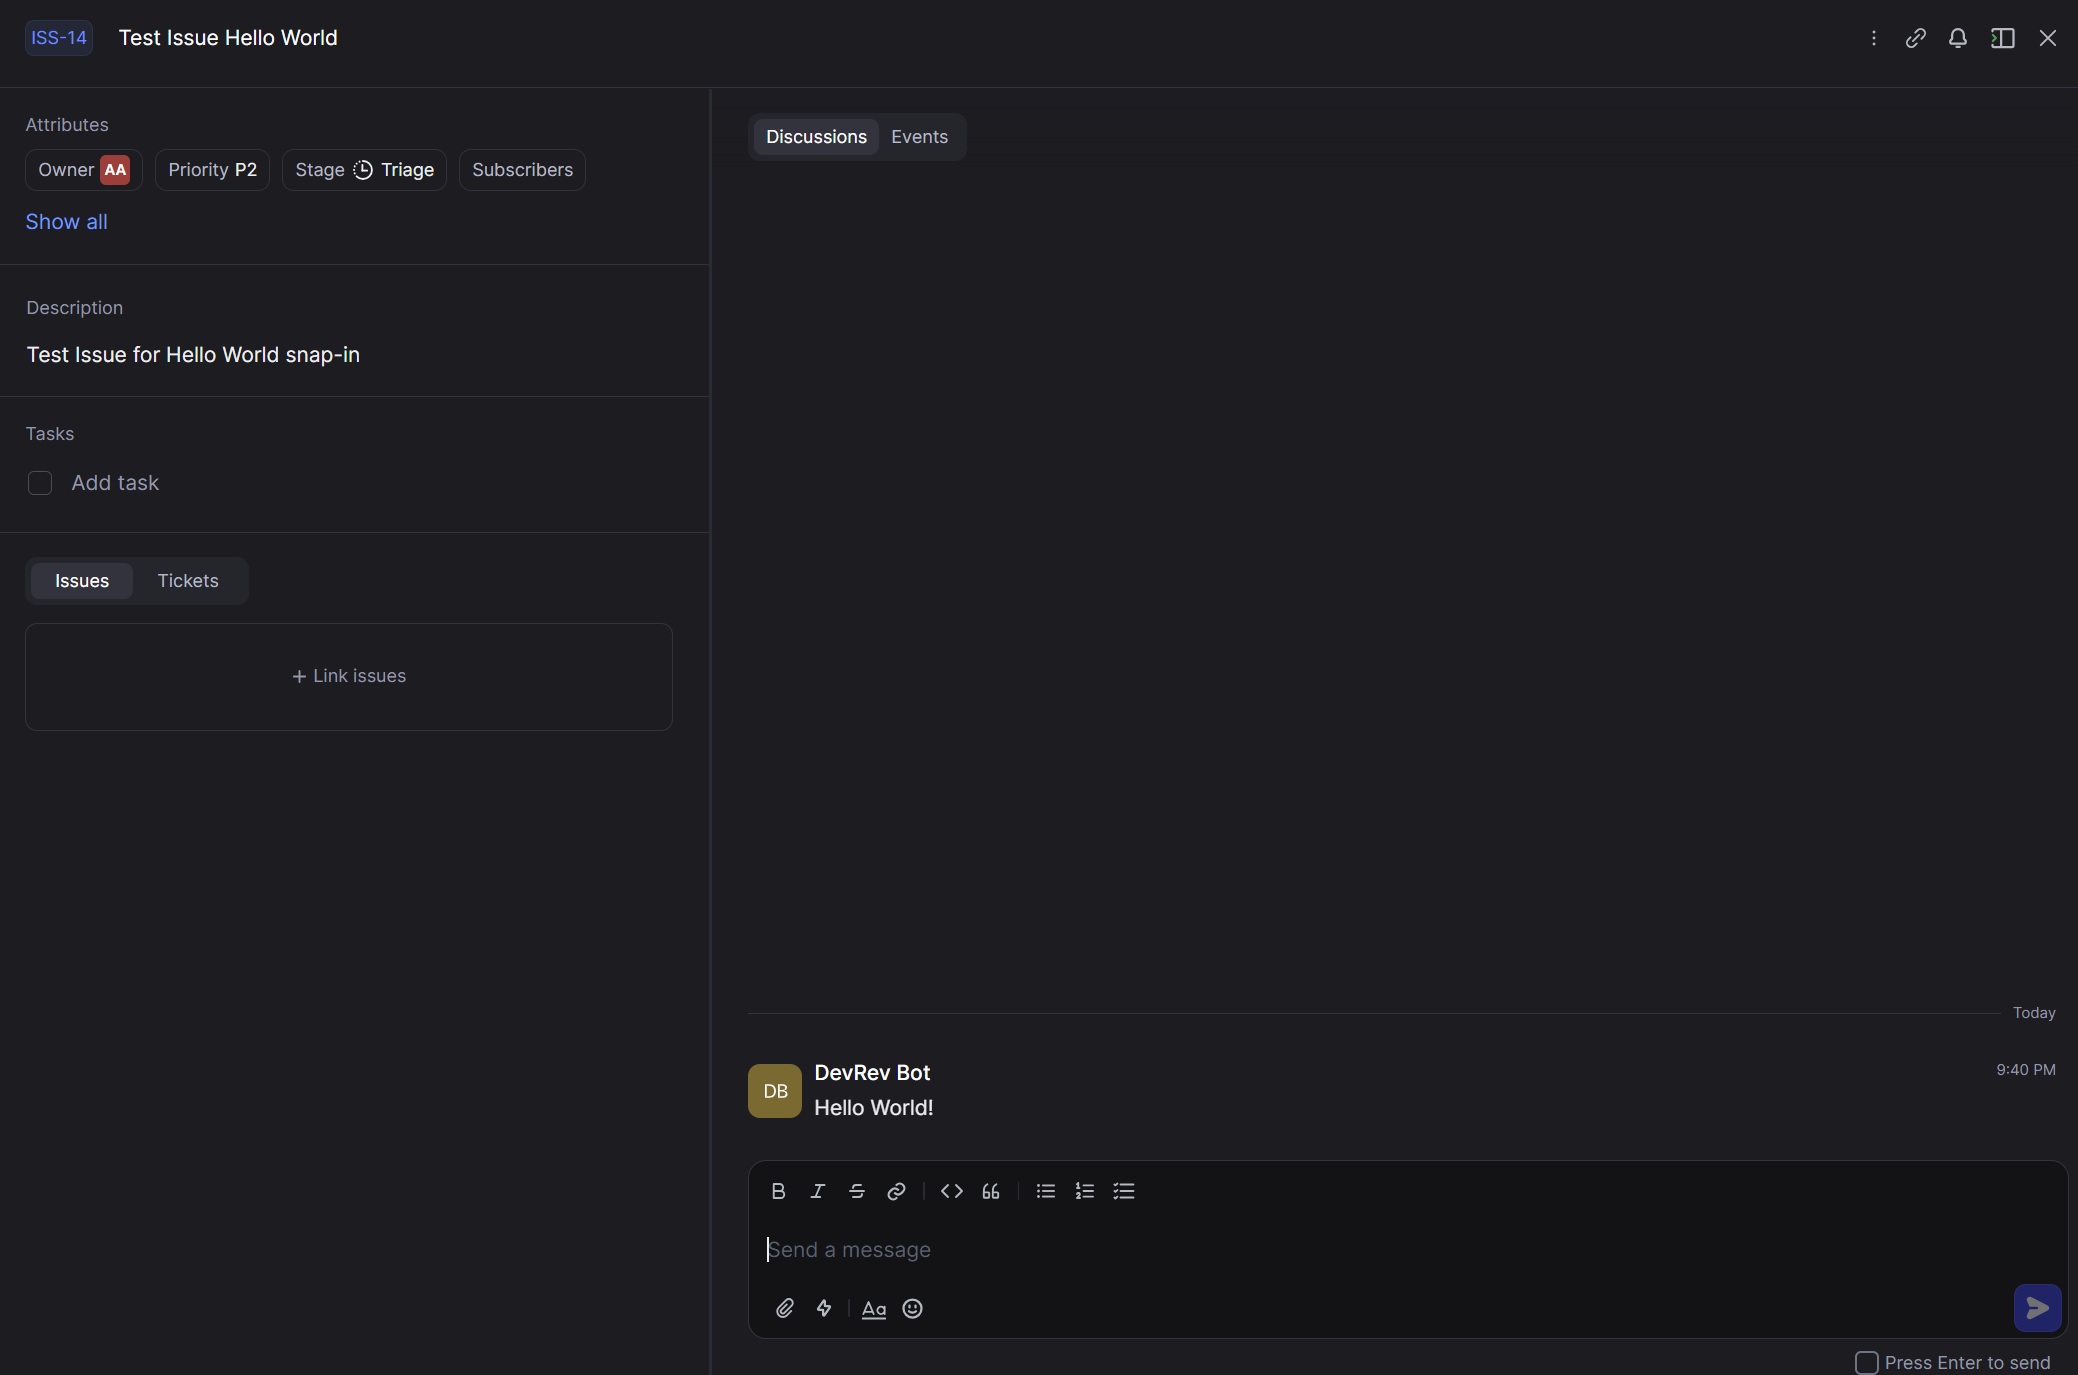 ISS-14 Test Issue Hello World
Attributes
Owner AA Priority P2 Stage Triage Subscribers
Show all
Description
Test Issue for Hello World snap-in
Tasks
Add task
Issues Tickets
+ Link issues
Discussions Events
Today
DB DevRev Bot 9:40 PM
Hello World!
Send a message
Aa
Press Enter to send